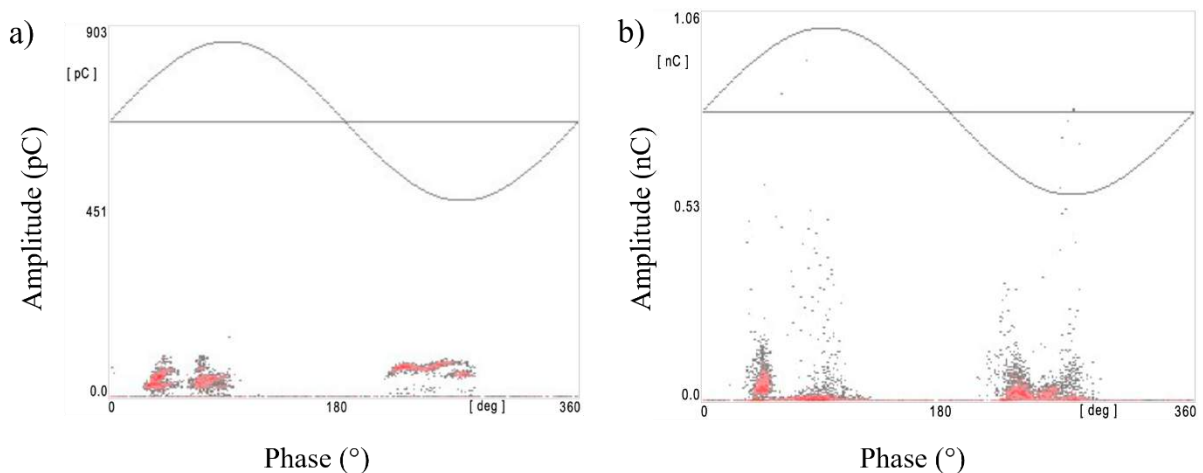 a)
903
[ pC]
Amplitude (pC)
451
0.0
0
180
[ deg]
360
Phase (°)
b)
1.06
[ nC]
Amplitude (nC)
0.53
0.0
0
180
[ deg]
360
Phase (°)